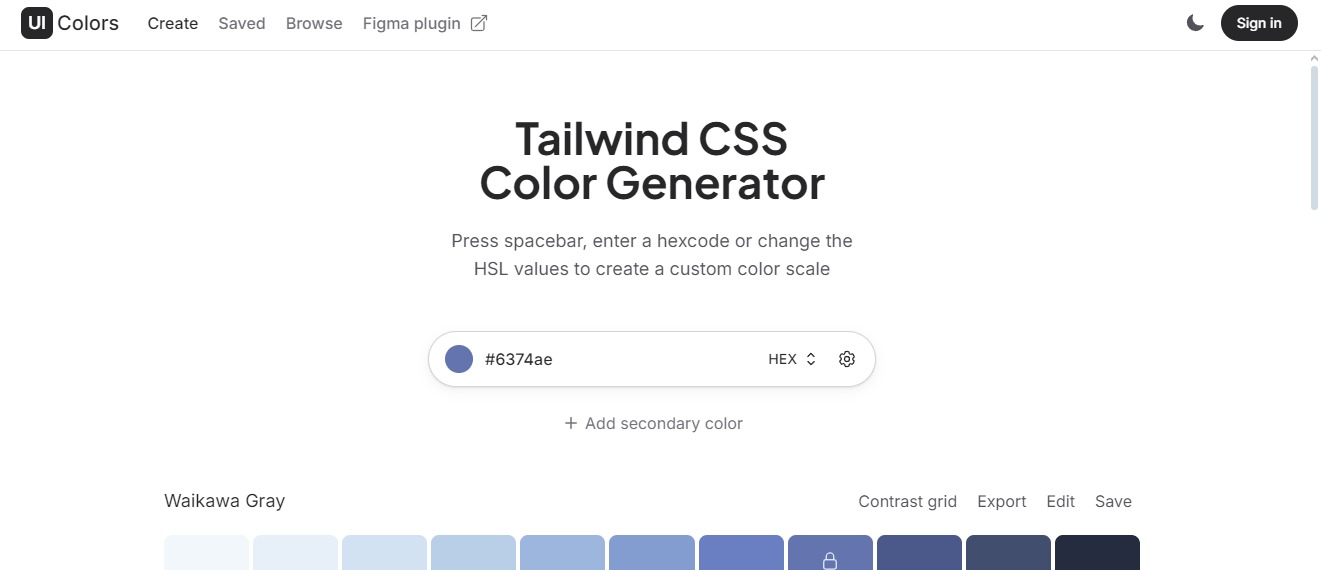 UI Colors Create Saved Browse Figma plugin Sign in
Tailwind CSS
Color Generator
Press spacebar, enter a hexcode or change the
HSL values to create a custom color scale
#6374ae HEX
+ Add secondary color
Waikawa Gray Contrast grid Export Edit Save